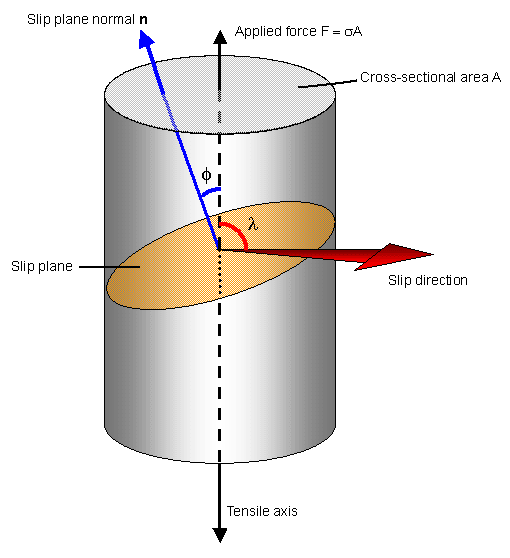 Slip plane normal n
Applied force F = σA
Cross-sectional area A
ϕ
λ
Slip plane
Slip direction
Tensile axis